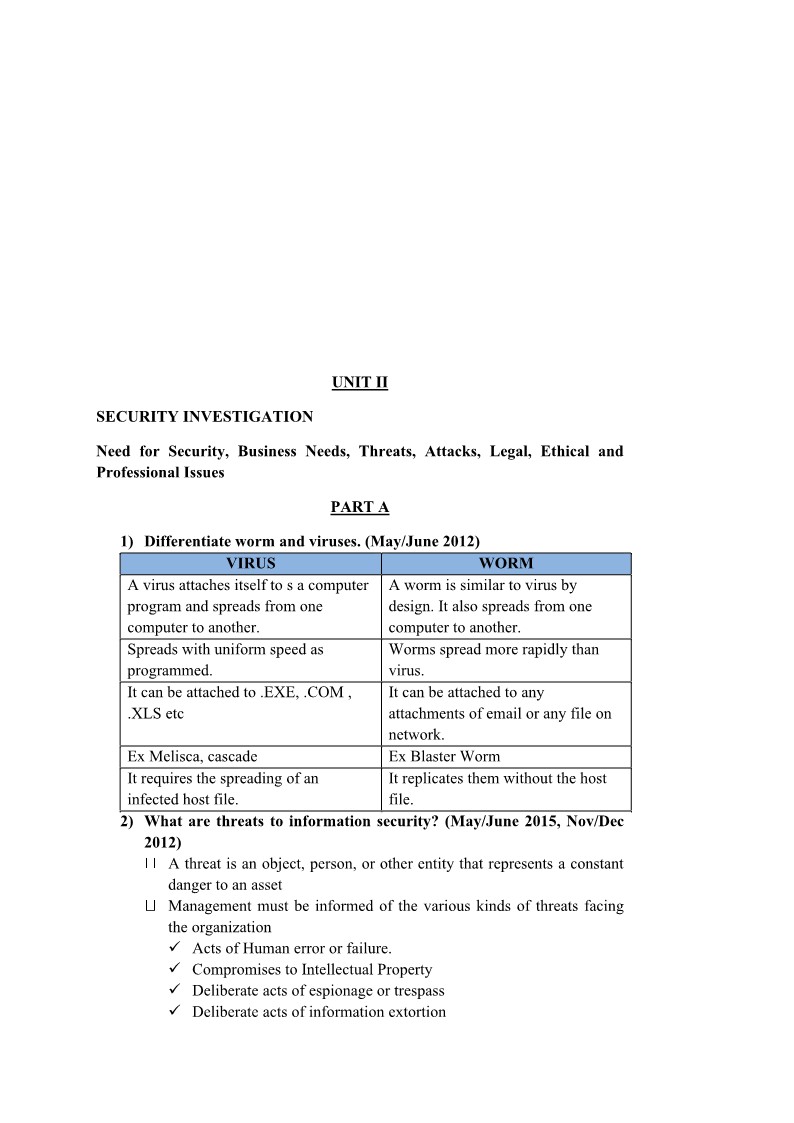 UNIT II
SECURITY INVESTIGATION
Need for Security, Business Needs, Threats, Attacks, Legal, Ethical and
Professional Issues
PART A
1) Differentiate worm and viruses. (May/June 2012)
VIRUS WORM
A virus attaches itself to s a computer
program and spreads from one
computer to another.
A worm is similar to virus by
design. It also spreads from one
computer to another.
Spreads with uniform speed as
programmed.
Worms spread more rapidly than
virus.
It can be attached to .EXE, .COM ,
.XLS etc
It can be attached to any
attachments of email or any file on
network.
Ex Melisca, cascade
Ex Blaster Worm
It requires the spreading of an
infected host file.
It replicates them without the host
file.
2) What are threats to information security? (May/June 2015, Nov/Dec
2012)
A threat is an object, person, or other entity that represents a constant
danger to an asset
Management must be informed of the various kinds of threats facing
the organization
✓ Acts of Human error or failure.
✓ Compromises to Intellectual Property
✓ Deliberate acts of espionage or trespass
✓ Deliberate acts of information extortion